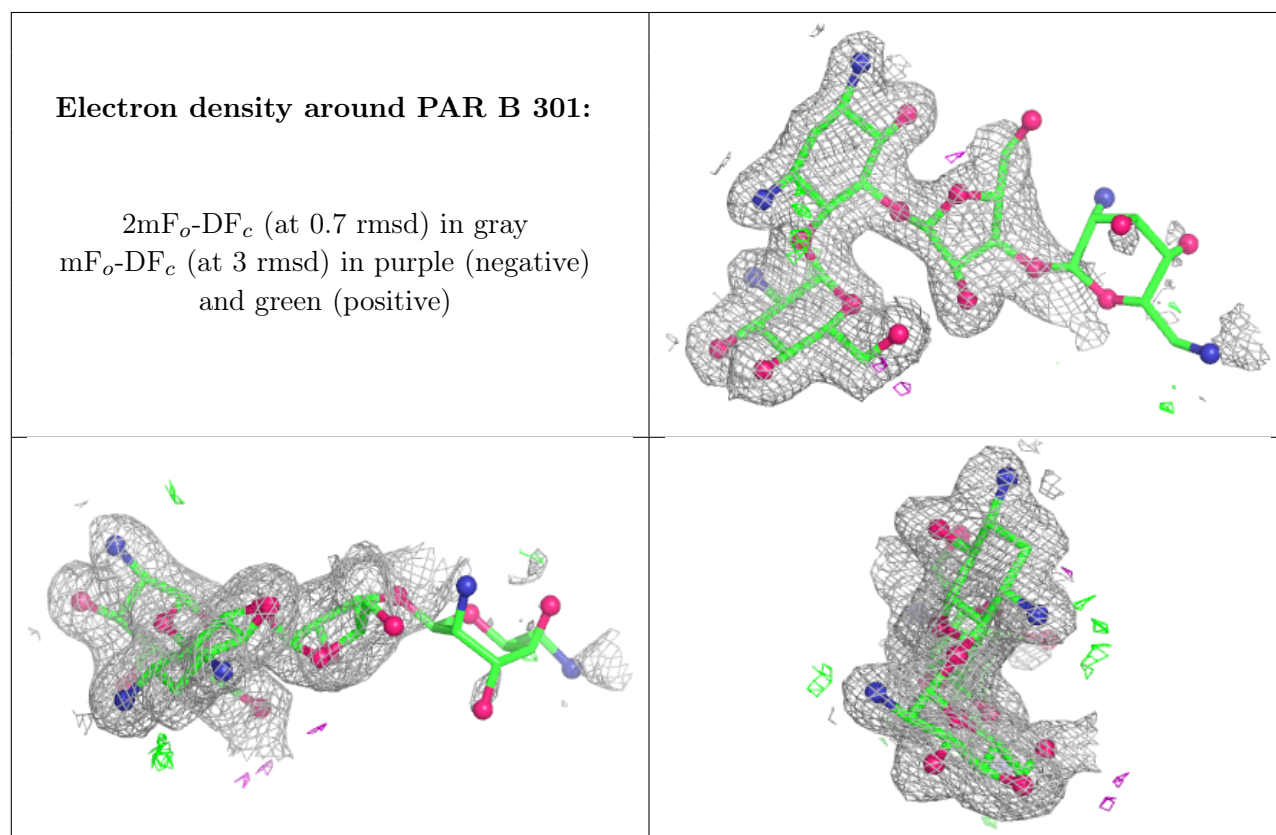 Electron density around PAR B 301:
2mFₒ-DF𝒸 (at 0.7 rmsd) in gray
mFₒ-DF𝒸 (at 3 rmsd) in purple (negative)
and green (positive)